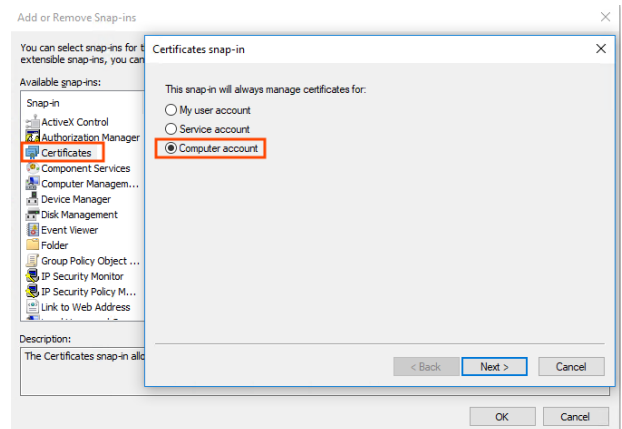 Add or Remove Snap-ins
You can select snap-ins for t
extensible snap-ins, you can
Available snap-ins:
Snap-in
ActiveX Control
Authorization Manager
Certificates
Component Services
Computer Managem...
Device Manager
Disk Management
Event Viewer
Folder
Group Policy Object ...
IP Security Monitor
IP Security Policy M...
Link to Web Address
Description:
The Certificates snap-in allo
Certificates snap-in
This snap-in will always manage certificates for:
My user account
Service account
Computer account
< Back Next > Cancel
OK Cancel